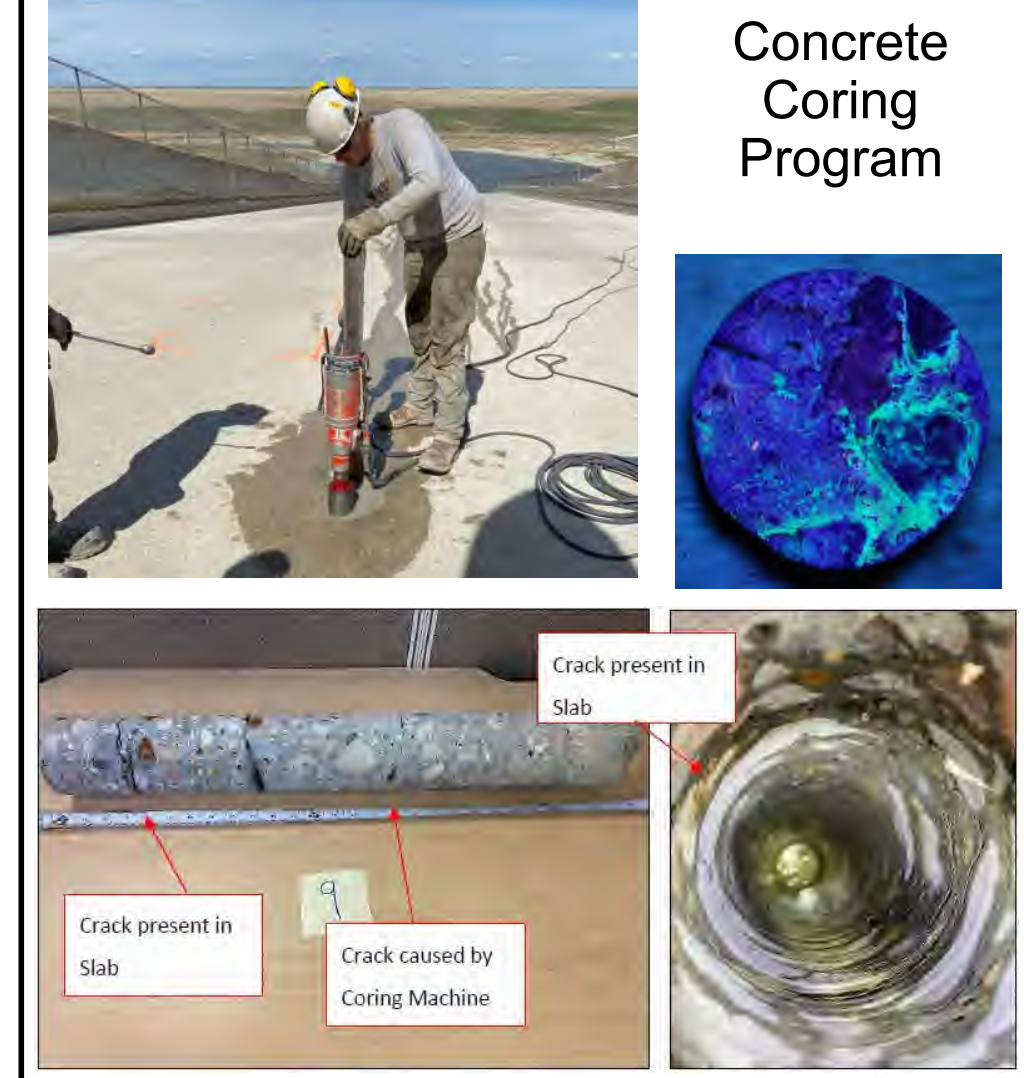 Concrete
Coring
Program
Crack present in
Slab
Crack present in
Slab
9
Crack caused by
Coring Machine